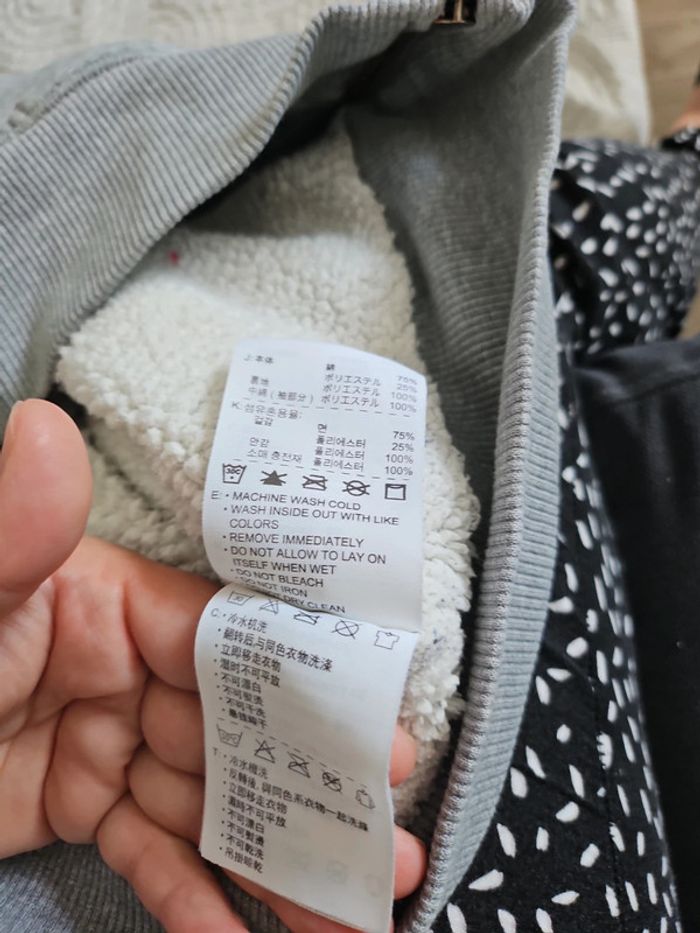 J:本体 綿 75%
ポリエステル 25%
裏地 ポリエステル 100%
中綿(袖部分) ポリエステル 100%
K:섬유혼용율:
겉감 면 75%
폴리에스터 25%
안감 폴리에스터 100%
소매 충전재 폴리에스터 100%
30°
E: • MACHINE WASH COLD
• WASH INSIDE OUT WITH LIKE
COLORS
• REMOVE IMMEDIATELY
• DO NOT ALLOW TO LAY ON
ITSELF WHEN WET
• DO NOT BLEACH
• DO NOT IRON
DRY CLEAN
30°
C: • 冷水机洗
• 翻转后与同色衣物洗涤
• 立即移走衣物
• 湿时不可平放
• 不可漂白
• 不可熨烫
• 不可干洗
• 悬挂晾干
T: • 冷水機洗
• 反轉後,與同色系衣物一起洗滌
• 立即移走衣物
• 濕時不可平放
• 不可漂白
• 不可熨燙
• 不可乾洗
• 吊掛晾乾